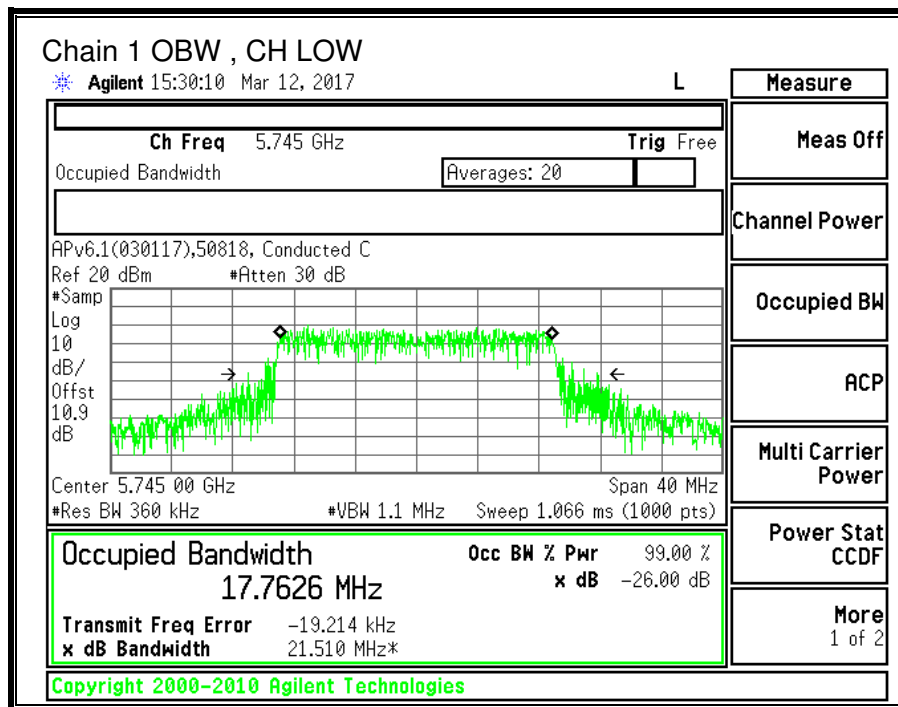 Chain 1 OBW , CH LOW
Agilent 15:30:10 Mar 12, 2017 L
Measure
Ch Freq 5.745 GHz Trig Free
Meas Off
Occupied Bandwidth Averages: 20
Channel Power
APv6.1(030117),50818, Conducted C
Ref 20 dBm #Atten 30 dB
#Samp
Log
10
dB/
Offst
10.9
dB
Occupied BW
ACP
Multi Carrier
Power
Center 5.745 00 GHz Span 40 MHz
#Res BW 360 kHz #VBW 1.1 MHz Sweep 1.066 ms (1000 pts)
Power Stat
CCDF
Occupied Bandwidth Occ BW % Pwr 99.00 %
17.7626 MHz x dB -26.00 dB
Transmit Freq Error -19.214 kHz
x dB Bandwidth 21.510 MHz*
More
1 of 2
Copyright 2000-2010 Agilent Technologies